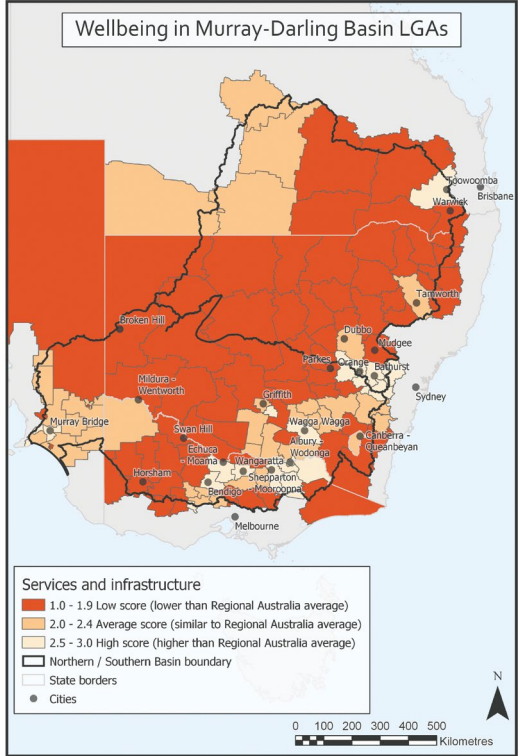 Wellbeing in Murray-Darling Basin LGAs
Toowoomba
Brisbane
Warwick
Tamworth
Broken Hill
Dubbo
Mudgee
Parkes
Orange
Bathurst
Sydney
Mildura -
Wentworth
Griffith
Murray Bridge
Swan Hill
Wagga Wagga
Canberra -
Queanbeyan
Echuca
Moama
Albury -
Wodonga
Wangaratta
Horsham
Shepparton
Mooroopna
Bendigo
Melbourne
Services and infrastructure
1.0 - 1.9 Low score (lower than Regional Australia average)
2.0 - 2.4 Average score (similar to Regional Australia average)
2.5 - 3.0 High score (higher than Regional Australia average)
Northern / Southern Basin boundary
State borders
Cities
N
0 100 200 300 400 500
Kilometres